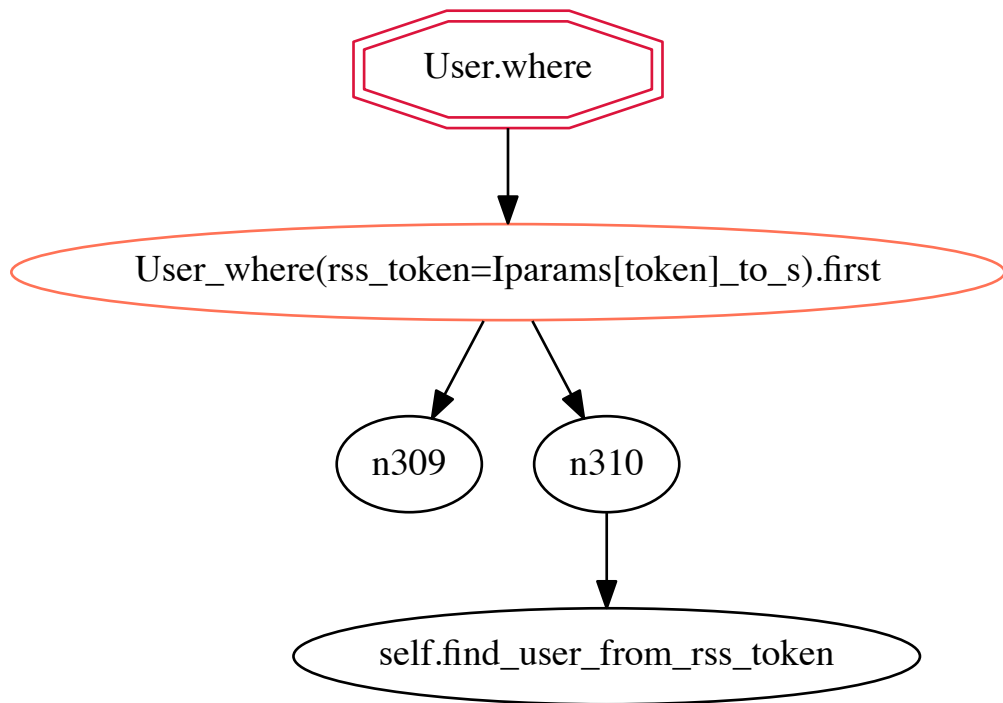 User.where
User_where(rss_token=Iparams[token]_to_s).first
n309
n310
self.find_user_from_rss_token